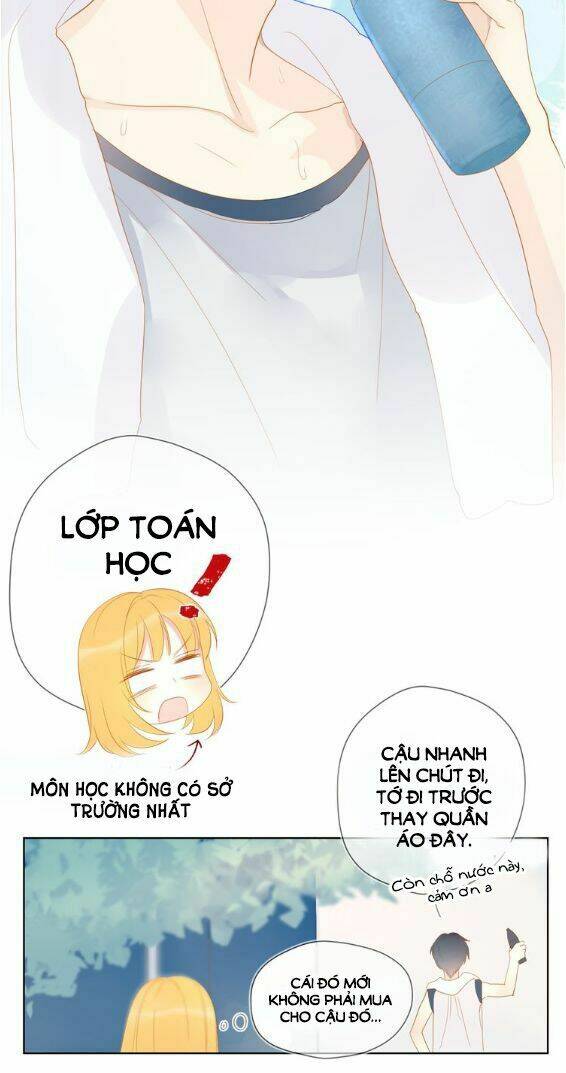 LỚP TOÁN
HỌC
MÔN HỌC KHÔNG CÓ SỞ
TRƯỜNG NHẤT
CẬU NHANH
LÊN CHÚT ĐI,
TỚ ĐI TRƯỚC
THAY QUẦN
ÁO ĐÂY.
Còn chỗ nước này,
cảm ơn a
CÁI ĐÓ MỚI
KHÔNG PHẢI MUA
CHO CẬU ĐÓ...